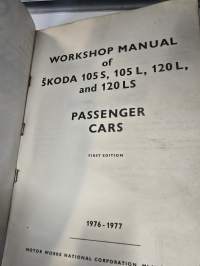 WORKSHOP MANUAL
of
ŠKODA 105 S, 105 L, 120 L,
and 120 LS
PASSENGER
CARS
FIRST EDITION
1976-1977
MOTOR WORKS NATIONAL CORPORATION